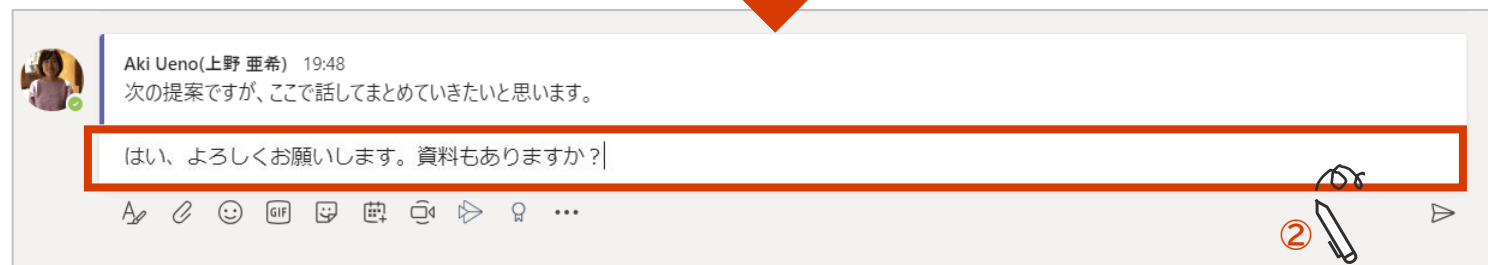 Aki Ueno(上野 亜希) 19:48
次の提案ですが、ここで話してまとめていきたいと思います。
はい、よろしくお願いします。資料もありますか?
GIF
②